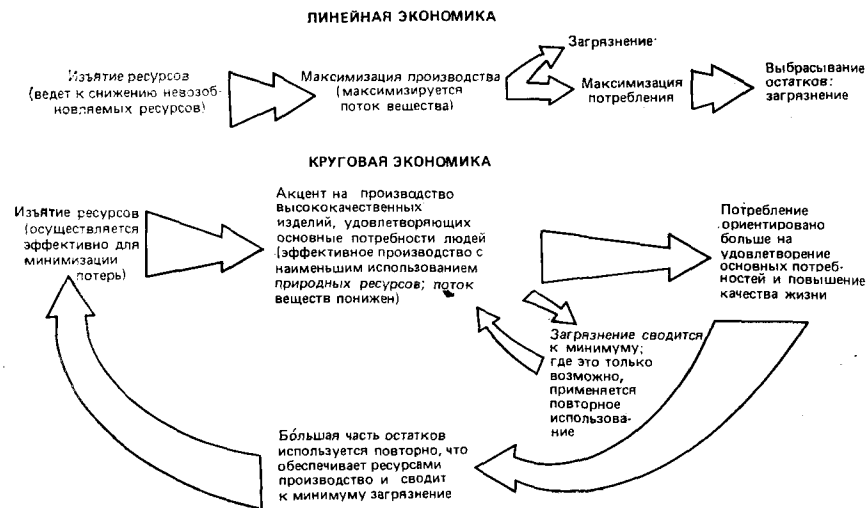 ЛИНЕЙНАЯ ЭКОНОМИКА
Изъятие ресурсов
(ведет к снижению невозоб-
новляемых ресурсов)
Максимизация производства
(максимизируется
поток вещества)
Загрязнение
Максимизация
потребления
Выбрасывание
остатков:
загрязнение
КРУГОВАЯ ЭКОНОМИКА
Изъятие ресурсов
(осуществляется
эффективно для
минимизации
потерь)
Акцент на производство
высококачественных
изделий, удовлетворяющих
основные потребности людей
(эффективное производство с
наименьшим использованием
природных ресурсов; поток
веществ понижен)
Потребление
ориентировано
больше на
удовлетворение
основных потреб-
ностей и повышение
качества жизни
Загрязнение сводится
к минимуму;
где это только
возможно,
применяется
повторное
использова-
ние
Бо́льшая часть остатков
используется повторно, что
обеспечивает ресурсами
производство и сводит
к минимуму загрязнение